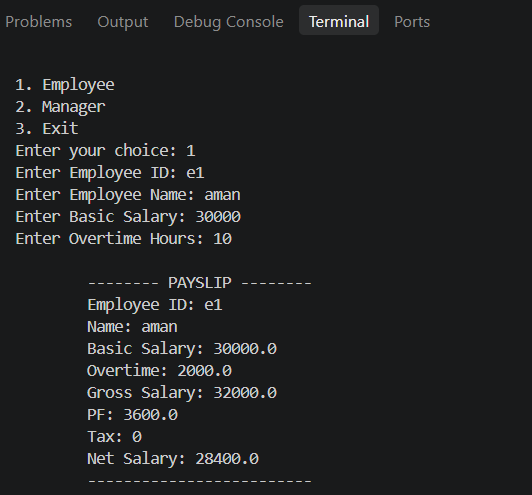 Problems Output Debug Console Terminal Ports
1. Employee
2. Manager
3. Exit
Enter your choice: 1
Enter Employee ID: e1
Enter Employee Name: aman
Enter Basic Salary: 30000
Enter Overtime Hours: 10
-------- PAYSLIP --------
Employee ID: e1
Name: aman
Basic Salary: 30000.0
Overtime: 2000.0
Gross Salary: 32000.0
PF: 3600.0
Tax: 0
Net Salary: 28400.0
-------------------------